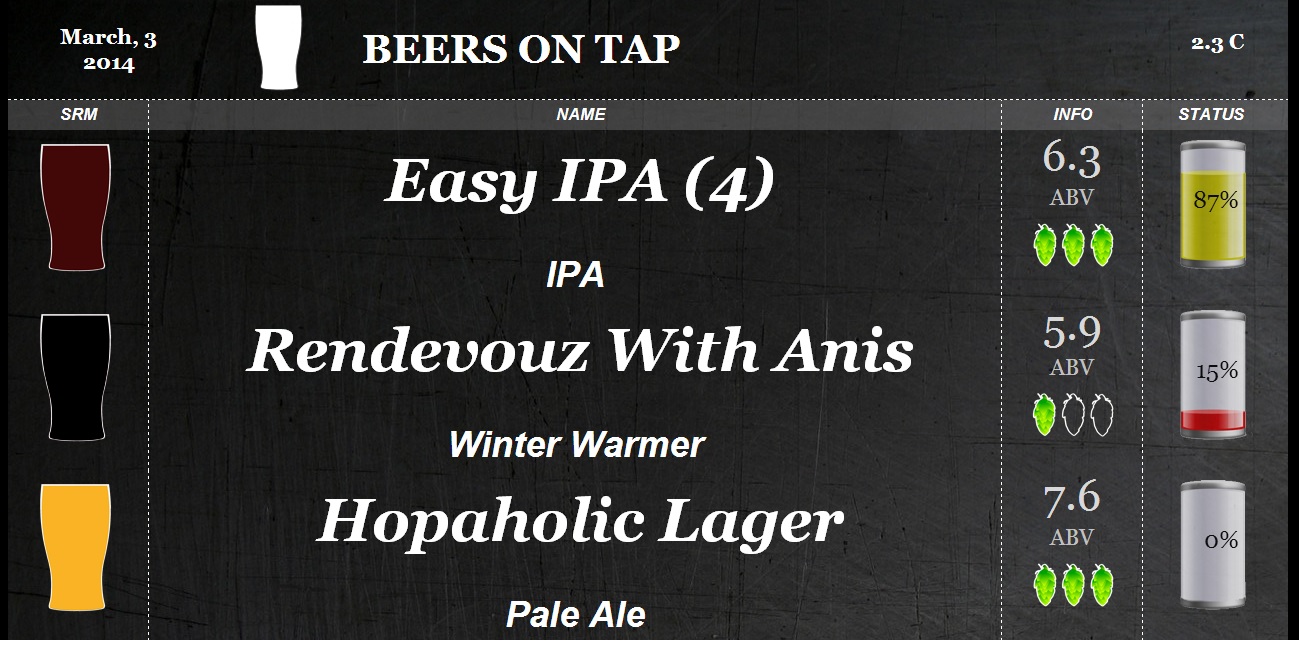 March, 3
2014
BEERS ON TAP
2.3 C
SRM
NAME
INFO
STATUS
Easy IPA (4)
IPA
6.3
ABV
87%
Rendevouz With Anis
Winter Warmer
5.9
ABV
15%
Hopaholic Lager
Pale Ale
7.6
ABV
0%